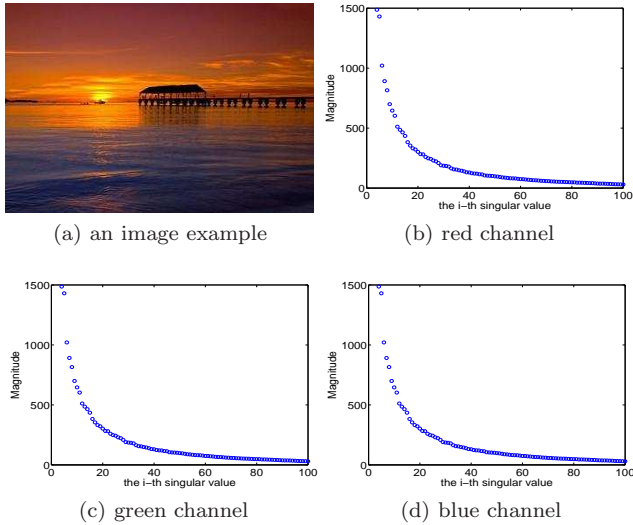 1500
1000
500
0
Magnitude
0 20 40 60 80 100
the i−th singular value
(a) an image example
(b) red channel
1500
1000
500
0
Magnitude
0 20 40 60 80 100
the i−th singular value
(c) green channel
1500
1000
500
0
Magnitude
0 20 40 60 80 100
the i−th singular value
(d) blue channel